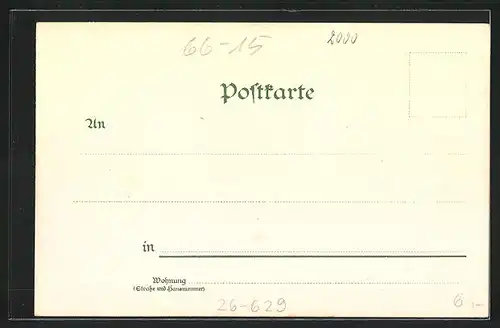 66-15 2000
Postkarte
An
in
Wohnung
(Straße und Hausnummer)
26-629 6.-